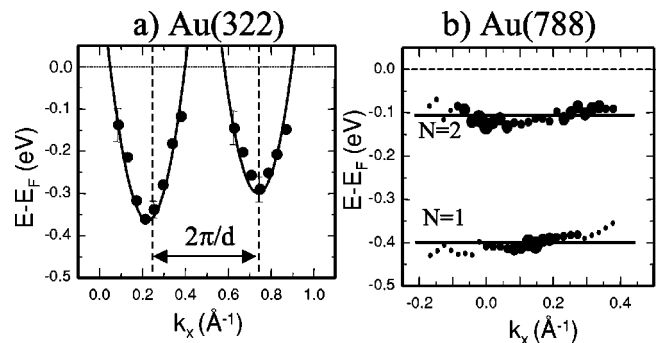 a) Au(322)
b) Au(788)
0.0
-0.1
-0.2
-0.3
-0.4
-0.5
E-E_F (eV)
2π/d
0.0 0.2 0.4 0.6 0.8 1.0
k_x (Å⁻¹)
0.0
-0.1
-0.2
-0.3
-0.4
-0.5
E-E_F (eV)
N=2
N=1
-0.2 0.0 0.2 0.4
k_x (Å⁻¹)